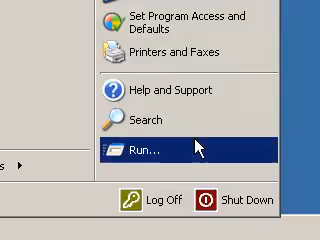 Set Program Access and
Defaults
Printers and Faxes
Help and Support
Search
Run...
s
Log Off
Shut Down